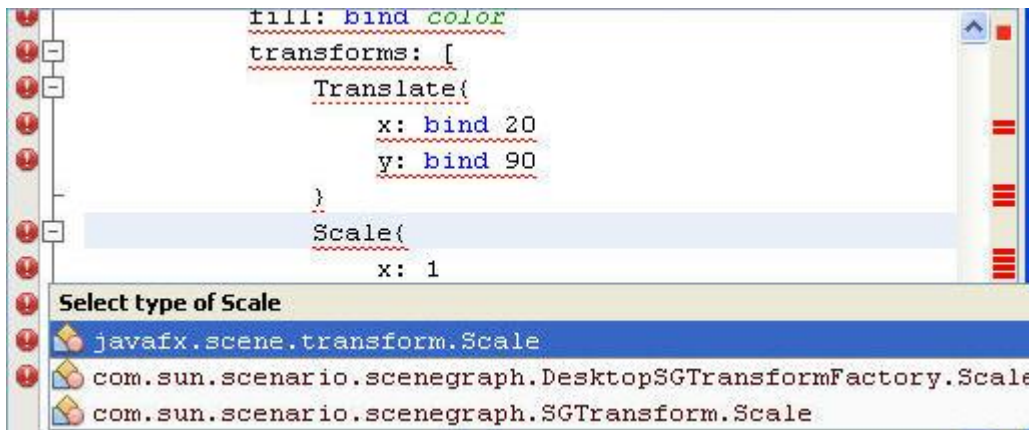 fill: bind color
transforms: [
Translate{
x: bind 20
y: bind 90
}
Scale{
x: 1
Select type of Scale
javafx.scene.transform.Scale
com.sun.scenario.scenegraph.DesktopSGTransformFactory.Scale
com.sun.scenario.scenegraph.SGTransform.Scale